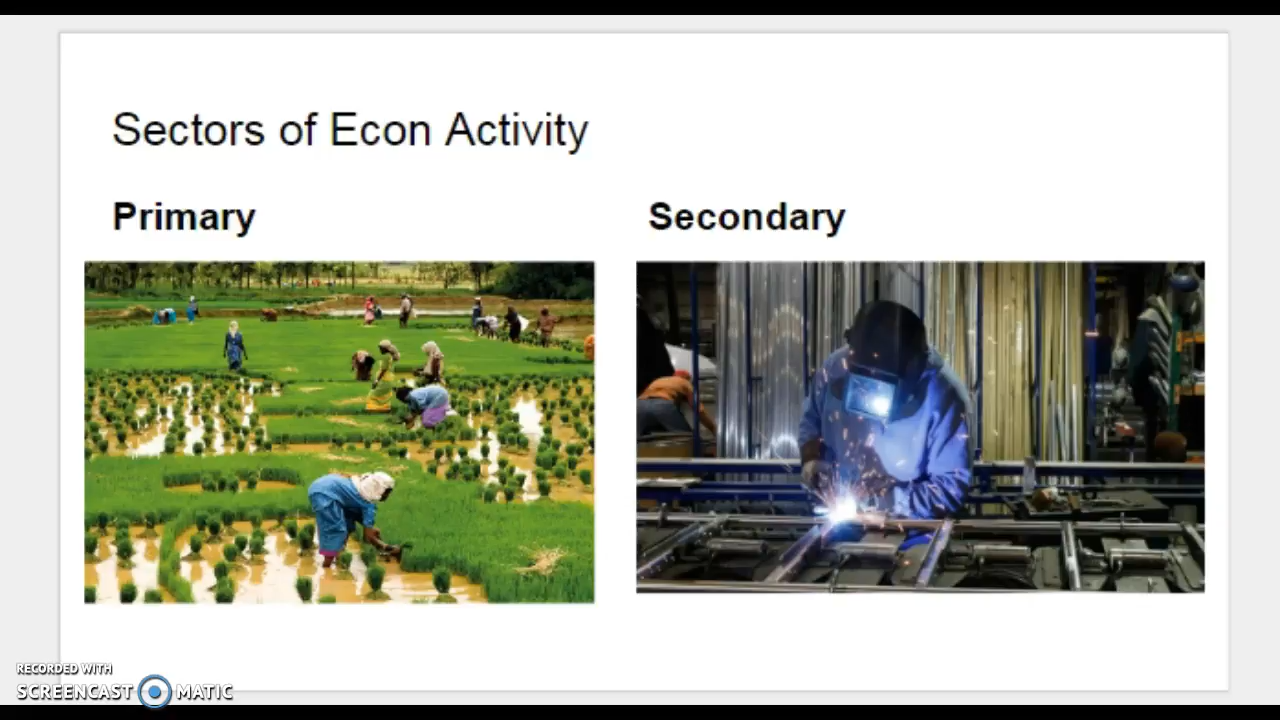 Sectors of Econ Activity
Primary
Secondary
RECORDED WITH
SCREENCAST MATIC